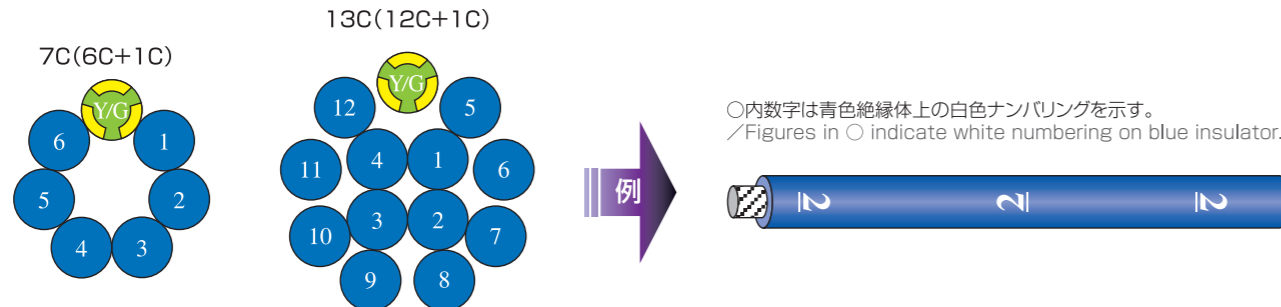 13C(12C+1C)
7C(6C+1C)
Y/G
1
2
3
4
5
6
Y/G
5
6
7
8
9
10
11
12
1
2
3
4
例
○内数字は青色絶縁体上の白色ナンバリングを示す。
/Figures in ○ indicate white numbering on blue insulator.
2 2 2